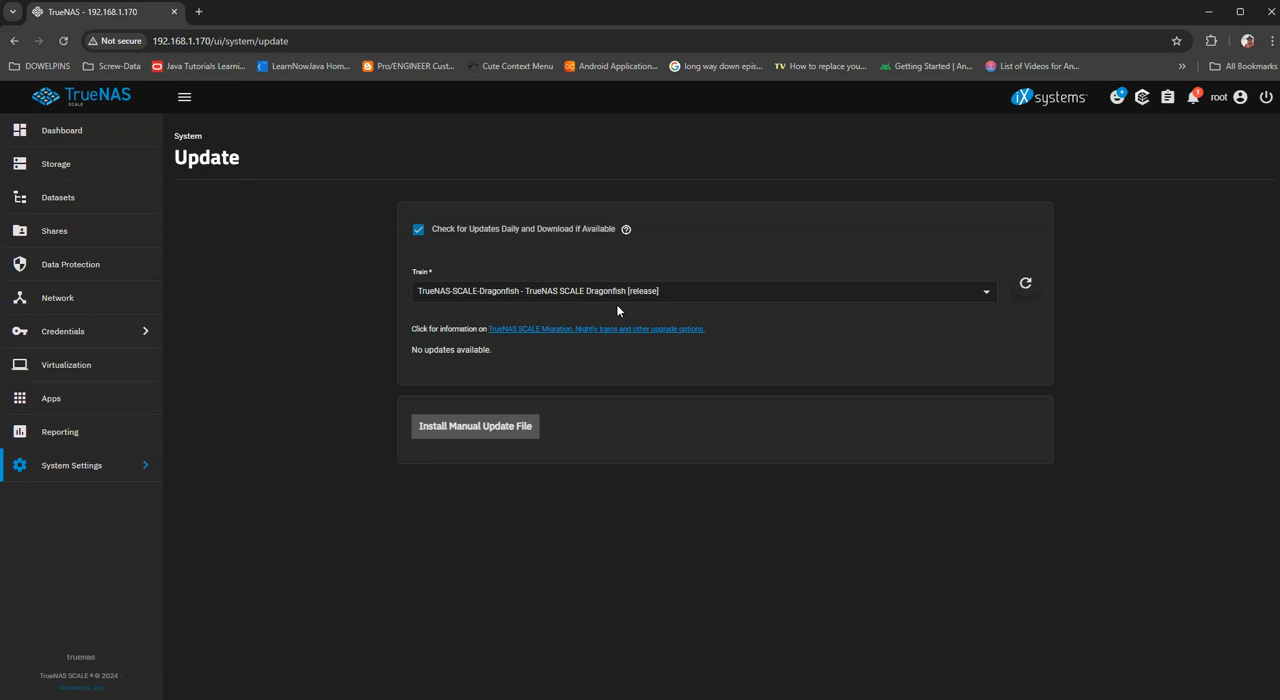 TrueNAS - 192.168.1.170
Not secure 192.168.1.170/ui/system/update
DOWELPINS Screw-Data Java Tutorials Learni... LearnNowJava Hom... Pro/ENGINEER Cust... Cute Context Menu Android Application... long way down epis... TV How to replace you... Getting Started | An... List of Videos for An... » All Bookmarks
TrueNAS
SCALE
iXsystems
1
root
Dashboard
Storage
Datasets
Shares
Data Protection
Network
Credentials
Virtualization
Apps
Reporting
System Settings
truenas
TrueNAS SCALE ® © 2024
System
Update
Check for Updates Daily and Download if Available
Train *
TrueNAS-SCALE-Dragonfish - TrueNAS SCALE Dragonfish [release]
Click for information on TrueNAS SCALE Migration, Nightly trains and other upgrade options.
No updates available.
Install Manual Update File